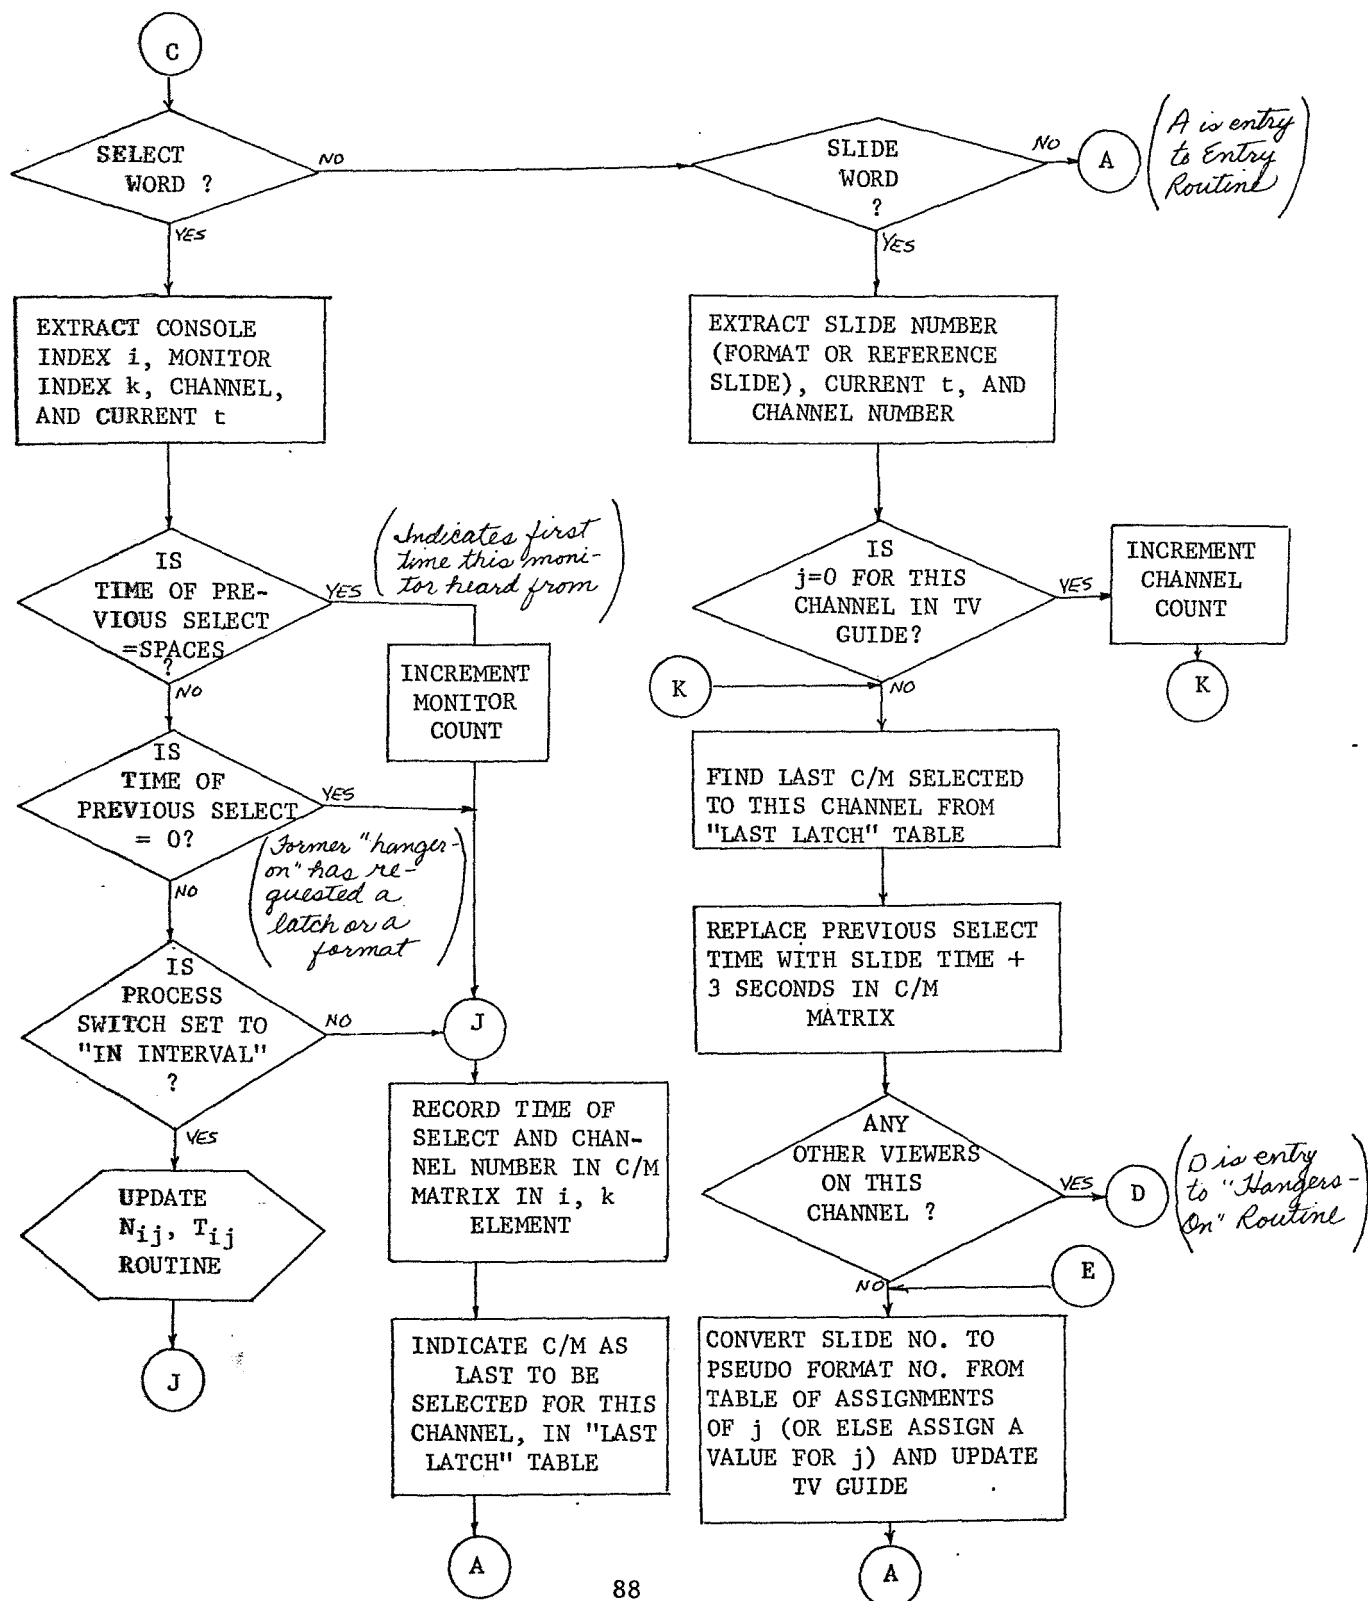 C
SELECT
WORD ?
NO
YES
SLIDE
WORD
?
NO
A
(A is entry
to Entry
Routine)
YES
EXTRACT CONSOLE
INDEX i, MONITOR
INDEX k, CHANNEL,
AND CURRENT t
EXTRACT SLIDE NUMBER
(FORMAT OR REFERENCE
SLIDE), CURRENT t, AND
CHANNEL NUMBER
IS
TIME OF PRE-
VIOUS SELECT
=SPACES
?
YES
(Indicates first
time this moni-
tor heard from)
NO
INCREMENT
MONITOR
COUNT
IS
j=0 FOR THIS
CHANNEL IN TV
GUIDE?
YES
INCREMENT
CHANNEL
COUNT
K
K
NO
IS
TIME OF
PREVIOUS SELECT
= 0?
YES
(Former "hanger-
on" has re-
quested a
latch or a
format)
NO
FIND LAST C/M SELECTED
TO THIS CHANNEL FROM
"LAST LATCH" TABLE
REPLACE PREVIOUS SELECT
TIME WITH SLIDE TIME +
3 SECONDS IN C/M
MATRIX
IS
PROCESS
SWITCH SET TO
"IN INTERVAL"
?
NO
J
YES
RECORD TIME OF
SELECT AND CHAN-
NEL NUMBER IN C/M
MATRIX IN i, k
ELEMENT
ANY
OTHER VIEWERS
ON THIS
CHANNEL ?
YES
D
(D is entry
to "Hangers-
On" Routine)
NO
E
UPDATE
Nij, Tij
ROUTINE
J
INDICATE C/M AS
LAST TO BE
SELECTED FOR THIS
CHANNEL, IN "LAST
LATCH" TABLE
A
CONVERT SLIDE NO. TO
PSEUDO FORMAT NO. FROM
TABLE OF ASSIGNMENTS
OF j (OR ELSE ASSIGN A
VALUE FOR j) AND UPDATE
TV GUIDE
A
88